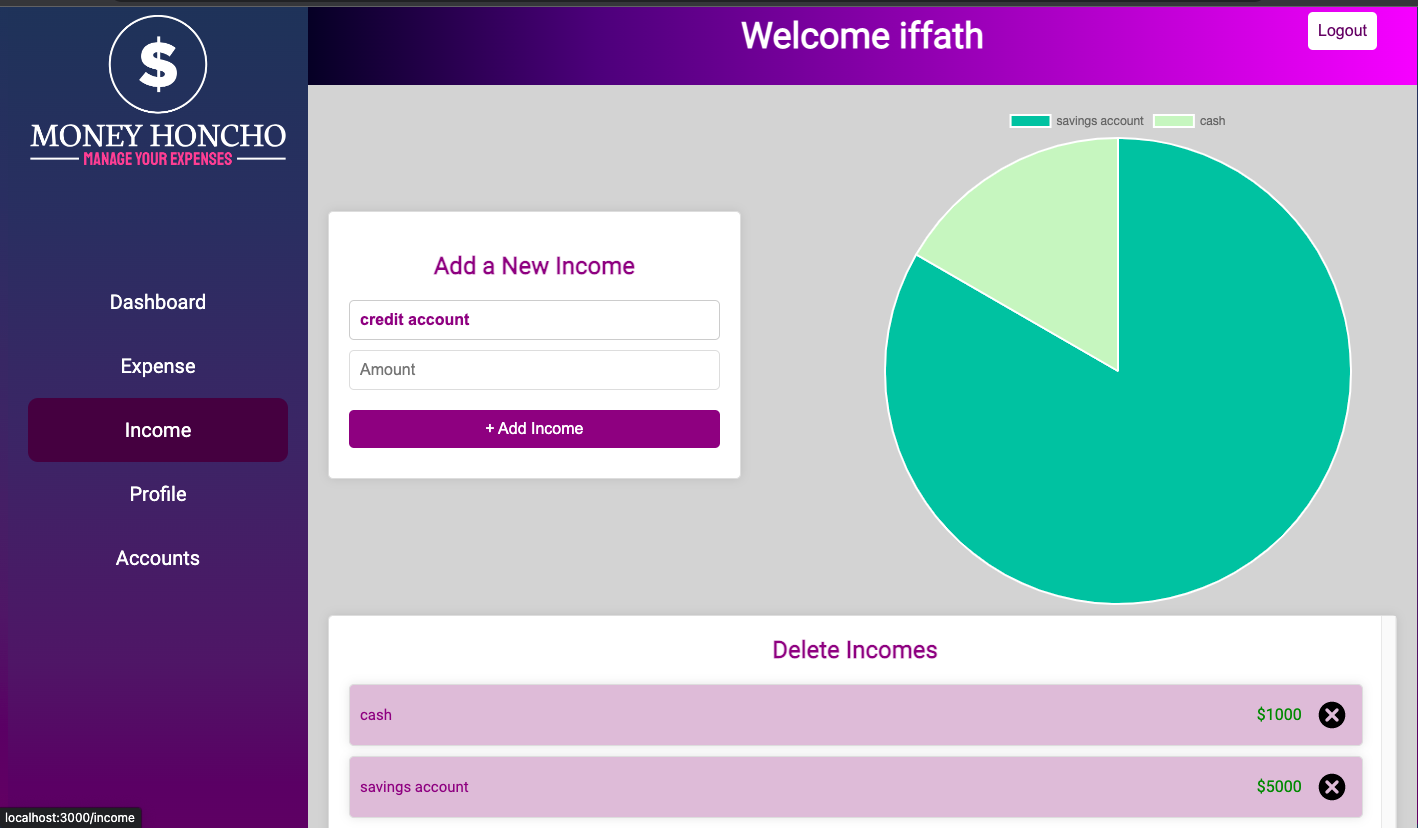 $
MONEY HONCHO
MANAGE YOUR EXPENSES
Dashboard
Expense
Income
Profile
Accounts
localhost:3000/income
Welcome iffath
Logout
Add a New Income
credit account
Amount
+ Add Income
savings account cash
Delete Incomes
cash $1000
savings account $5000